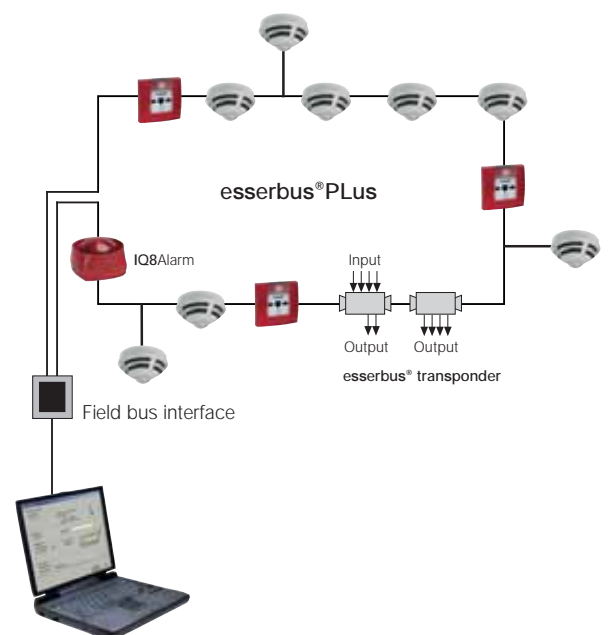 esserbus®PLus
IQ8Alarm
Input
Output
Output
esserbus® transponder
Field bus interface